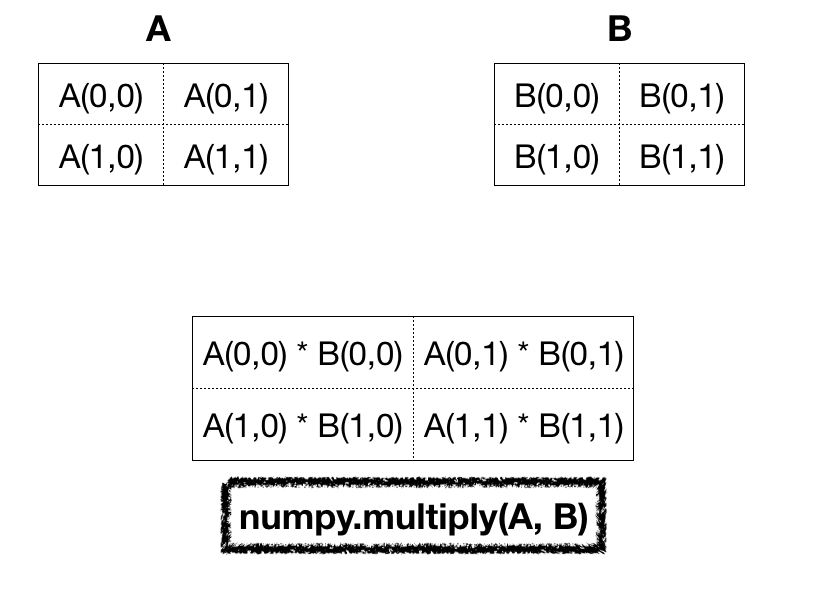 A B
A(0,0) A(0,1) B(0,0) B(0,1)
A(1,0) A(1,1) B(1,0) B(1,1)
A(0,0) * B(0,0) A(0,1) * B(0,1)
A(1,0) * B(1,0) A(1,1) * B(1,1)
numpy.multiply(A, B)